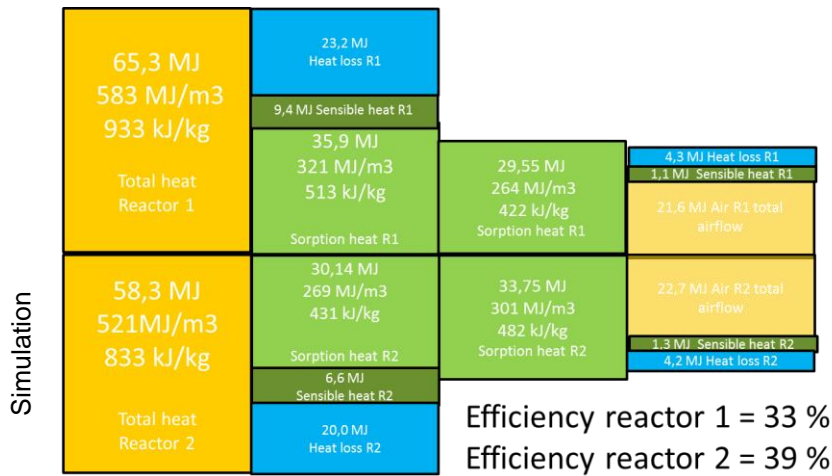 65,3 MJ
583 MJ/m3
933 kJ/kg
Total heat
Reactor 1
23,2 MJ
Heat loss R1
9,4 MJ Sensible heat R1
35,9 MJ
321 MJ/m3
513 kJ/kg
Sorption heat R1
29,55 MJ
264 MJ/m3
422 kJ/kg
Sorption heat R1
4,3 MJ Heat loss R1
1,1 MJ Sensible heat R1
21,6 MJ Air R1 total
airflow
Simulation
58,3 MJ
521MJ/m3
833 kJ/kg
Total heat
Reactor 2
30,14 MJ
269 MJ/m3
431 kJ/kg
Sorption heat R2
6,6 MJ
Sensible heat R2
20,0 MJ
Heat loss R2
33,75 MJ
301 MJ/m3
482 kJ/kg
Sorption heat R2
22,7 MJ Air R2 total
airflow
1,3 MJ Sensible heat R2
4,2 MJ Heat loss R2
Efficiency reactor 1 = 33 %
Efficiency reactor 2 = 39 %